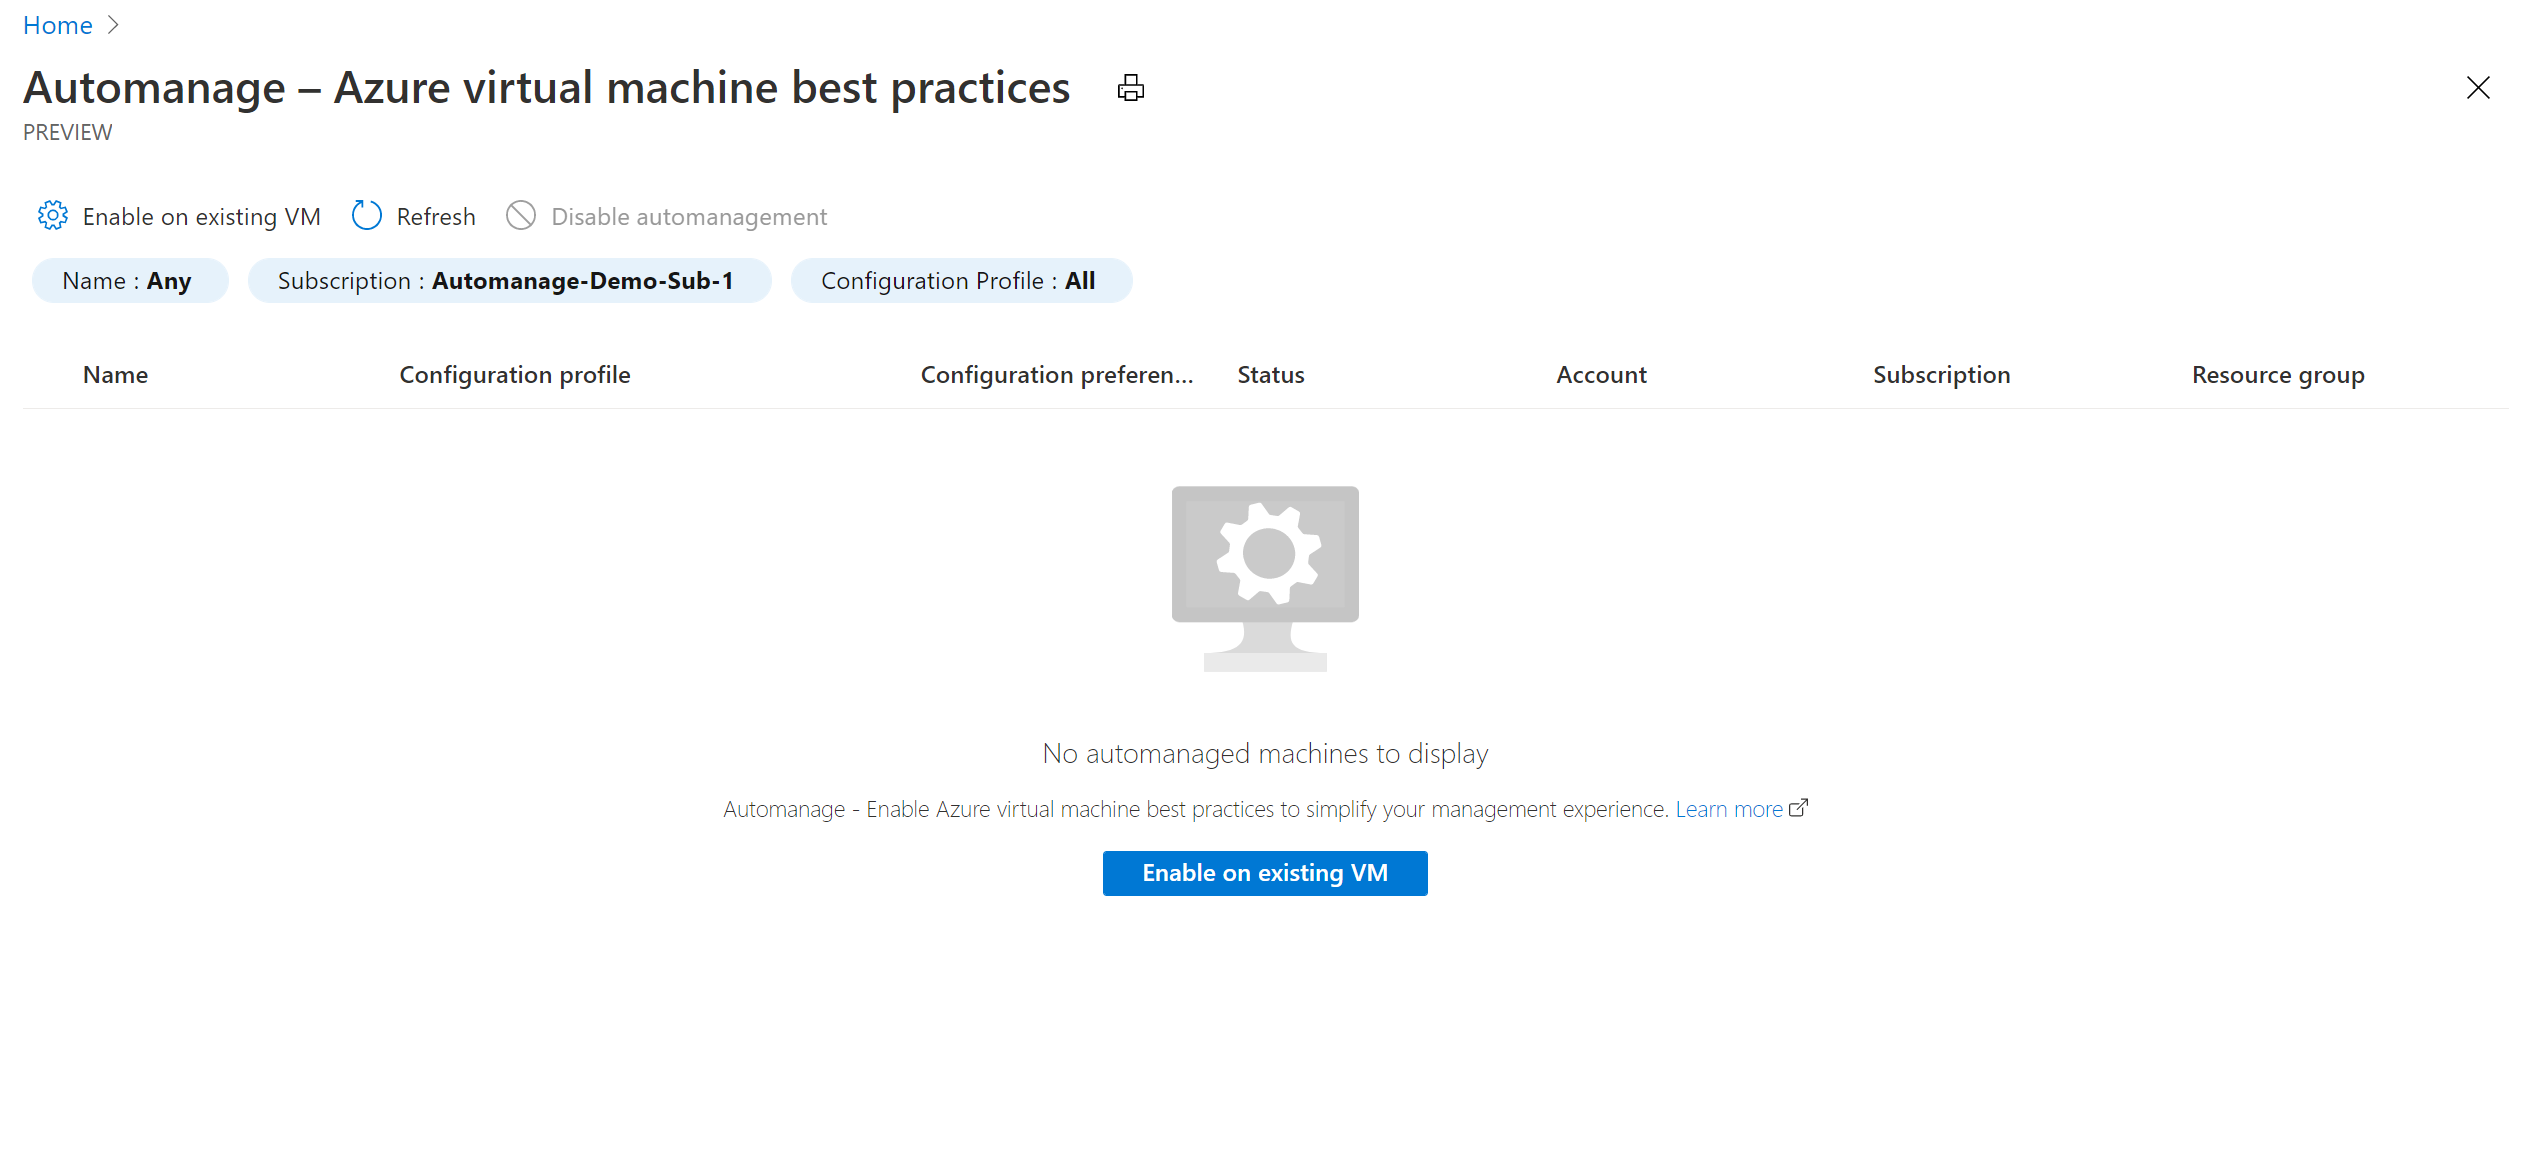 Home
Automanage – Azure virtual machine best practices
PREVIEW
Enable on existing VM Refresh Disable automanagement
Name : Any Subscription : Automanage-Demo-Sub-1 Configuration Profile : All
Name Configuration profile Configuration preferen... Status Account Subscription Resource group
No automanaged machines to display
Automanage - Enable Azure virtual machine best practices to simplify your management experience. Learn more
Enable on existing VM